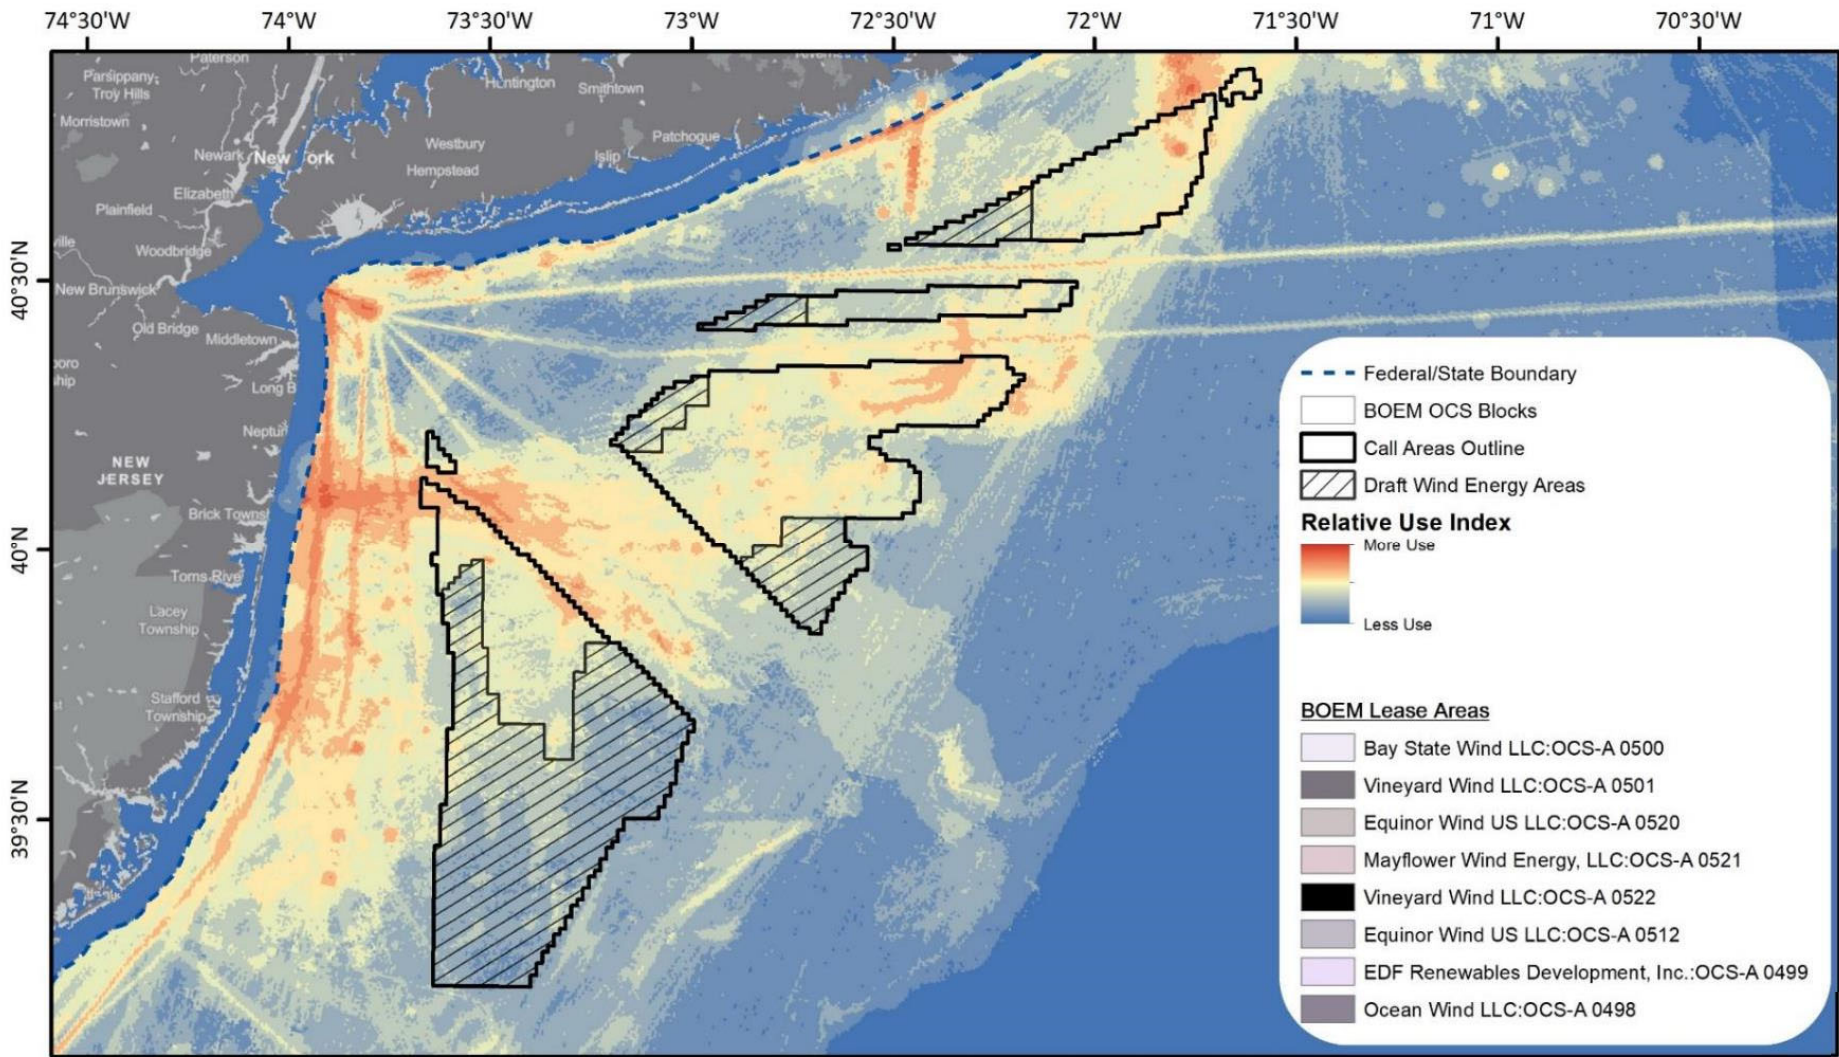 74°30'W 74°W 73°30'W 73°W 72°30'W 72°W 71°30'W 71°W 70°30'W
40°30'N
40°N
39°30'N
Paterson
Parsippany-
Troy Hills
Huntington
Smithtown
Morristown
Patchogue
Westbury
Newark
New York
Islip
Hempstead
Elizabeth
Plainfield
ville
Woodbridge
New Brunswick
Old Bridge
Middletown
boro
ship
Long B
Neptun
NEW
JERSEY
Brick Townsh
Toms River
Lacey
Township
Stafford
Township
Federal/State Boundary
BOEM OCS Blocks
Call Areas Outline
Draft Wind Energy Areas
Relative Use Index
More Use
Less Use
BOEM Lease Areas
Bay State Wind LLC:OCS-A 0500
Vineyard Wind LLC:OCS-A 0501
Equinor Wind US LLC:OCS-A 0520
Mayflower Wind Energy, LLC:OCS-A 0521
Vineyard Wind LLC:OCS-A 0522
Equinor Wind US LLC:OCS-A 0512
EDF Renewables Development, Inc.:OCS-A 0499
Ocean Wind LLC:OCS-A 0498